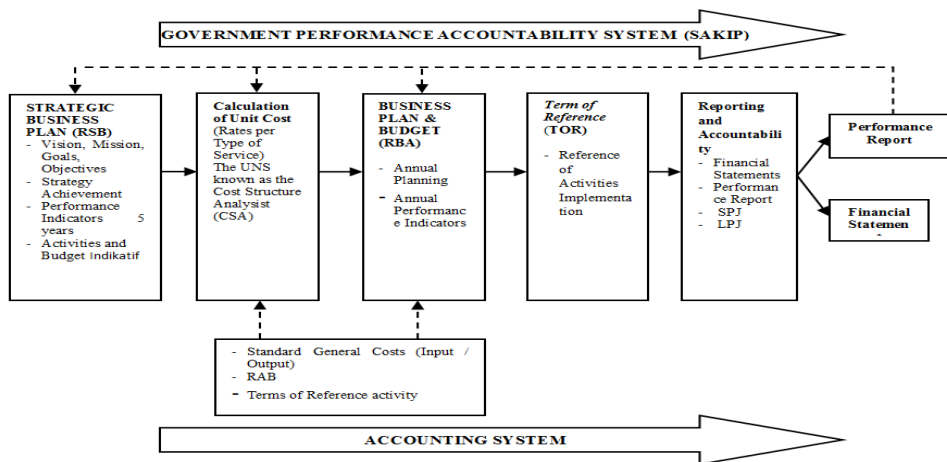 GOVERNMENT PERFORMANCE ACCOUNTABILITY SYSTEM (SAKIP)
STRATEGIC
BUSINESS
PLAN (RSB)
- Vision, Mission,
Goals,
Objectives
- Strategy
Achievement
- Performance
Indicators 5
years
- Activities and
Budget Indikatif
Calculation
of Unit Cost
(Rates per
Type of
Service)
The UNS
known as the
Cost Structure
Analysist
(CSA)
BUSINESS
PLAN &
BUDGET
(RBA)
- Annual
Planning
- Annual
Performanc
e Indicators
Term of
Reference
(TOR)
- Reference
of
Activities
Implementa
tion
Reporting
and
Accountabili
ty
- Financial
Statements
- Performan
ce Report
- SPJ
- LPJ
Performance
Report
Financial
Statemen
- Standard General Costs (Input /
Output)
- RAB
- Terms of Reference activity
ACCOUNTING SYSTEM